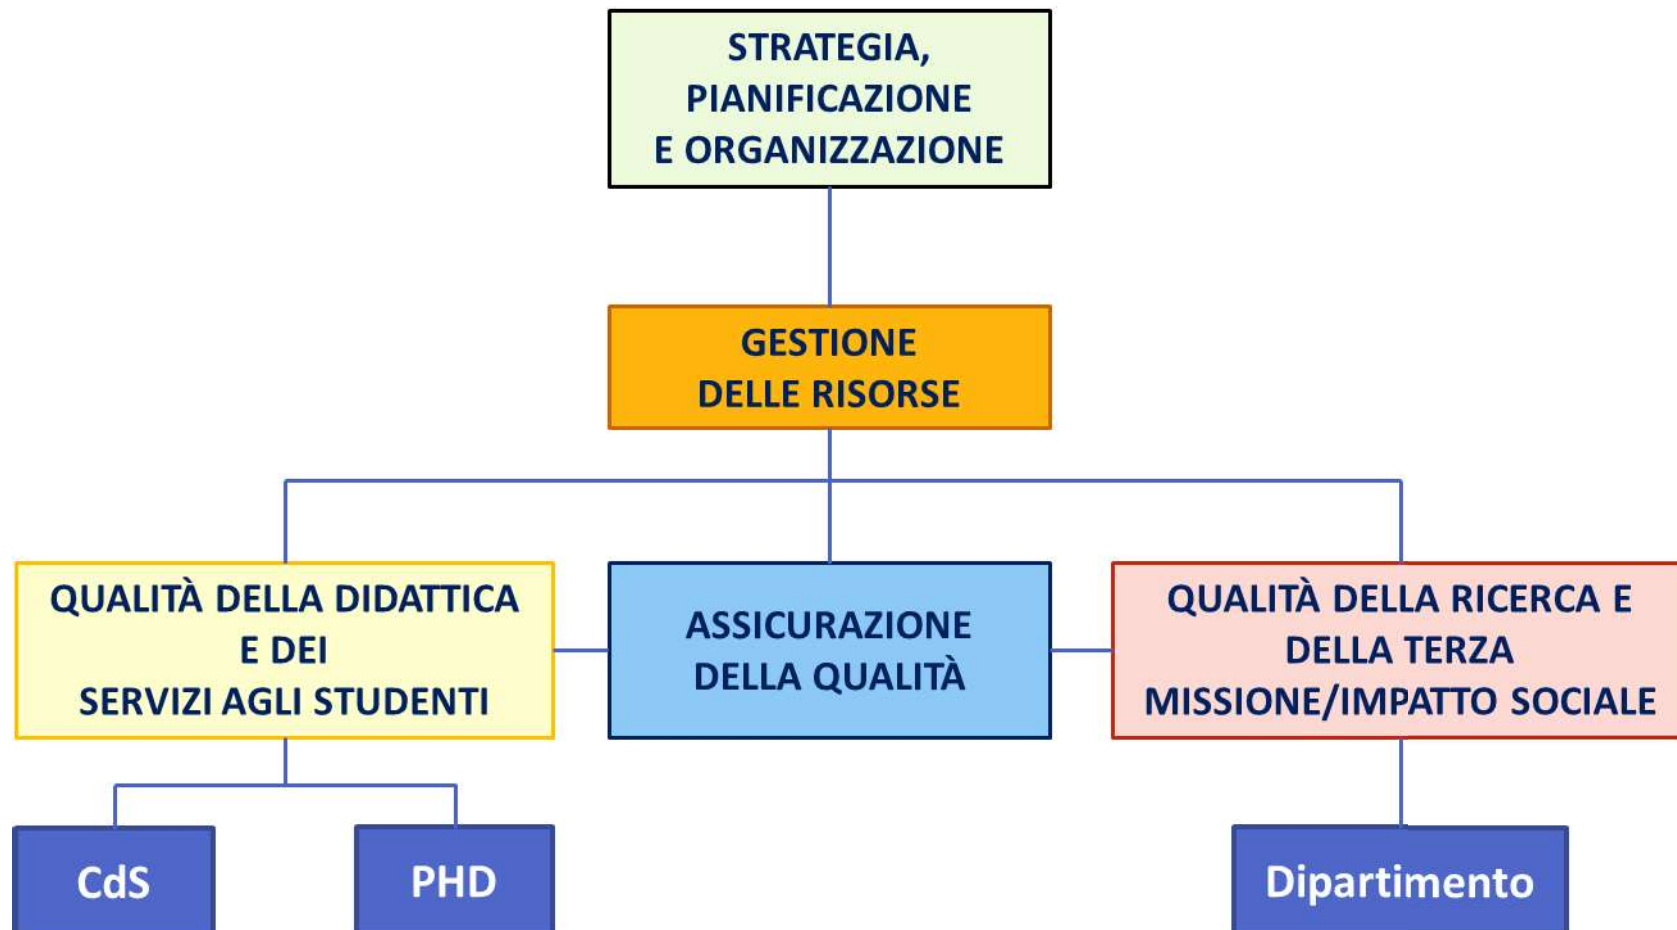 STRATEGIA,
PIANIFICAZIONE
E ORGANIZZAZIONE
GESTIONE
DELLE RISORSE
QUALITÀ DELLA DIDATTICA
E DEI
SERVIZI AGLI STUDENTI
ASSICURAZIONE
DELLA QUALITÀ
QUALITÀ DELLA RICERCA E
DELLA TERZA
MISSIONE/IMPATTO SOCIALE
CdS
PHD
Dipartimento